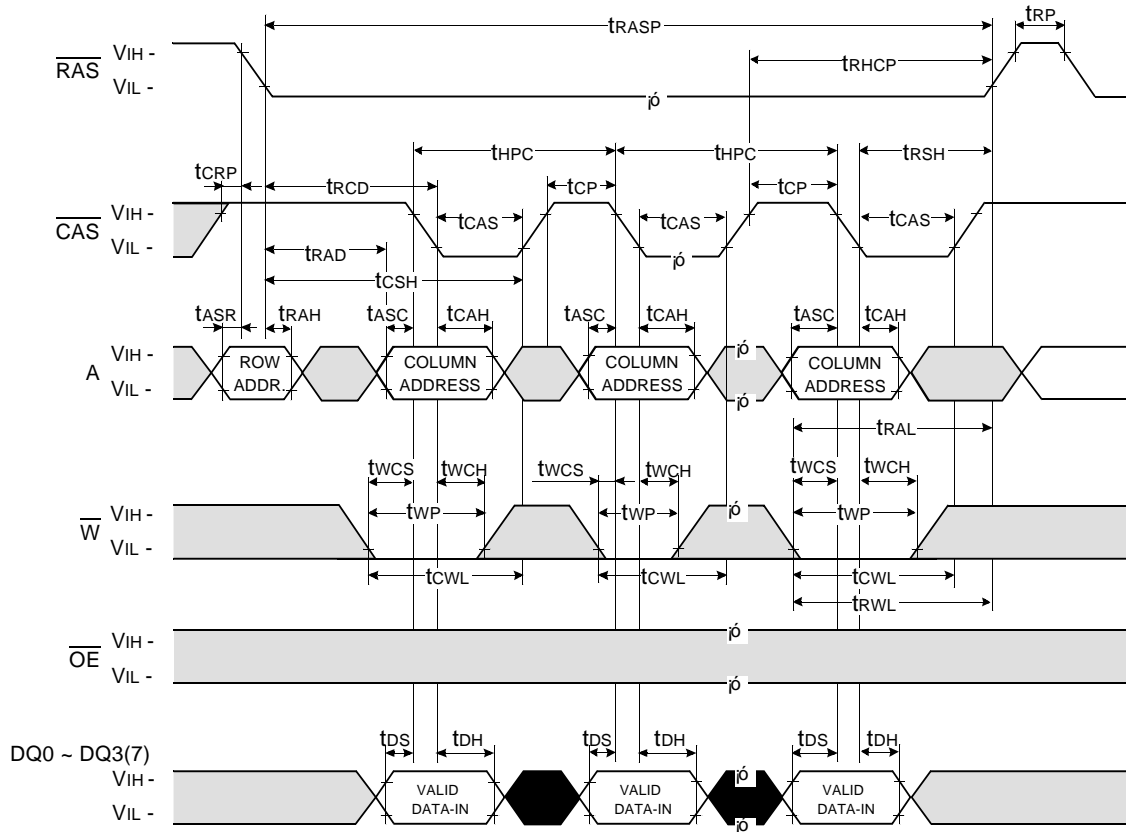 tRASP tRP
RAS VIH -
VIL -
tRHCP
¡ó
tHPC tHPC tRSH
tCRP tRCD tCP tCP
CAS VIH -
VIL -
tCAS tCAS tCAS
¡ó
tRAD
tCSH
tASR tRAH tASC tCAH tASC tCAH tASC tCAH
A VIH -
VIL -
ROW
ADDR.
COLUMN
ADDRESS
COLUMN
ADDRESS
¡ó
¡ó
COLUMN
ADDRESS
tRAL
tWCS tWCH tWCS tWCH tWCS tWCH
W VIH -
VIL -
tWP tWP tWP
¡ó
tCWL tCWL tCWL
tRWL
OE VIH -
VIL -
¡ó
¡ó
DQ0 ~ DQ3(7)
tDS tDH tDS tDH tDS tDH
VIH -
VIL -
VALID
DATA-IN
VALID
DATA-IN
¡ó
¡ó
VALID
DATA-IN